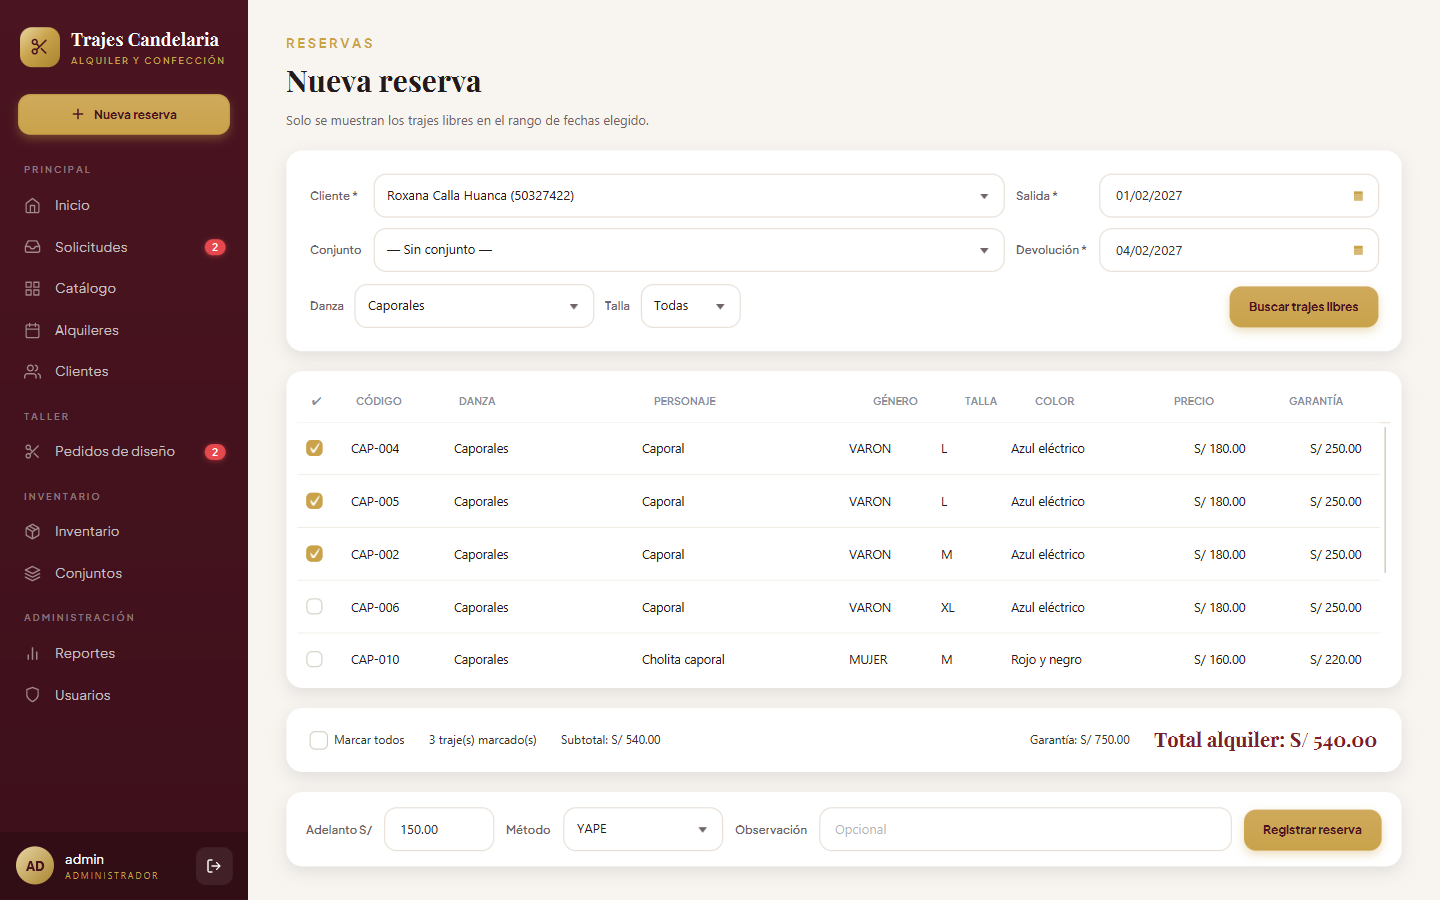 Trajes Candelaria
ALQUILER Y CONFECCIÓN
Nueva reserva
PRINCIPAL
Inicio
Solicitudes 2
Catálogo
Alquileres
Clientes
TALLER
Pedidos de diseño 2
INVENTARIO
Inventario
Conjuntos
ADMINISTRACIÓN
Reportes
Usuarios
AD
admin
ADMINISTRADOR
RESERVAS
Nueva reserva
Solo se muestran los trajes libres en el rango de fechas elegido.
Cliente * Roxana Calla Huanca (50327422) Salida * 01/02/2027
Conjunto — Sin conjunto — Devolución * 04/02/2027
Danza Caporales Talla Todas Buscar trajes libres
✓ CÓDIGO DANZA PERSONAJE GÉNERO TALLA COLOR PRECIO GARANTÍA
CAP-004 Caporales Caporal VARON L Azul eléctrico S/ 180.00 S/ 250.00
CAP-005 Caporales Caporal VARON L Azul eléctrico S/ 180.00 S/ 250.00
CAP-002 Caporales Caporal VARON M Azul eléctrico S/ 180.00 S/ 250.00
CAP-006 Caporales Caporal VARON XL Azul eléctrico S/ 180.00 S/ 250.00
CAP-010 Caporales Cholita caporal MUJER M Rojo y negro S/ 160.00 S/ 220.00
Marcar todos 3 traje(s) marcado(s) Subtotal: S/ 540.00 Garantía: S/ 750.00 Total alquiler: S/ 540.00
Adelanto S/ 150.00 Método YAPE Observación Opcional Registrar reserva